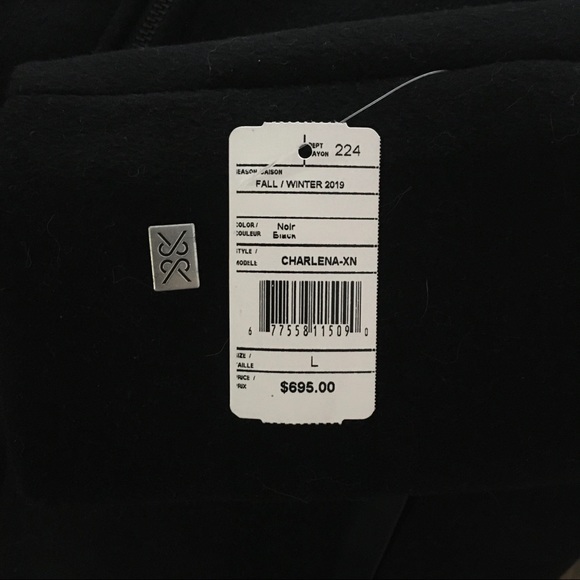 DEPT
RAYON 224
SEASON SAISON
FALL / WINTER 2019
COLOR / Noir
COULEUR Black
STYLE /
MODELE CHARLENA-XN
6 77558 11509 0
SIZE /
TAILLE L
PRICE /
PRIX $695.00